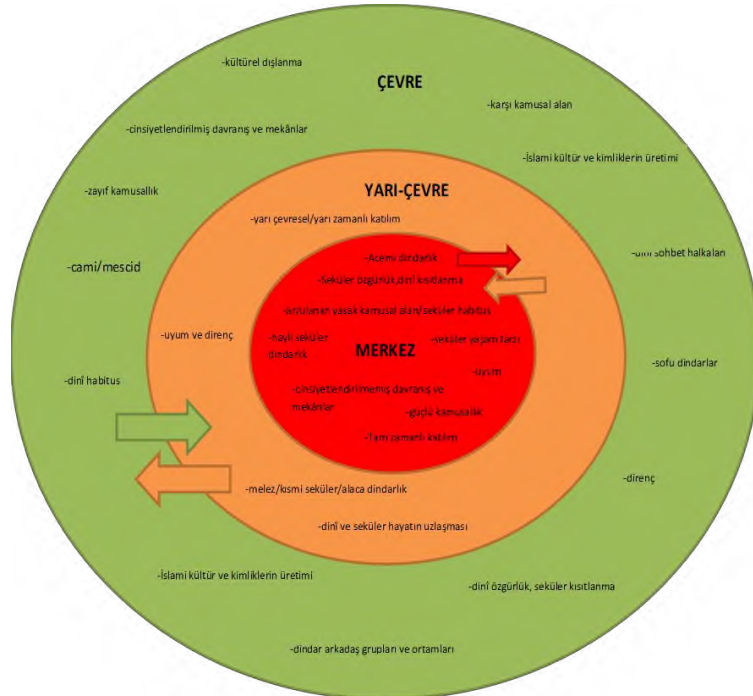 -kültürel dışlanma
ÇEVRE
-karşı kamusal alan
-cinsiyetlendirilmiş davranış ve mekânlar
-İslami kültür ve kimliklerin üretimi
YARI-ÇEVRE
-zayıf kamusallık
-yarı çevresel/yarı zamanlı katılım
-dinî sohbet halkaları
-Acemi dindarlık
-cami/mescid
-Seküler özgürlük,dinî kısıtlanma
-arzulanan yasak kamusal alan/seküler habitus
-uyum ve direnç
-hayli seküler
dindarlık
-seküler yaşam tarzı
MERKEZ
-sofu dindarlar
-uyum
-dinî habitus
-cinsiyetlendirilmemiş davranış ve
mekânlar
-güçlü kamusallık
-Tam zamanlı katılım
-direnç
-melez/kısmi seküler/alaca dindarlık
-dinî ve seküler hayatın uzlaşması
-İslami kültür ve kimliklerin üretimi
-dinî özgürlük, seküler kısıtlanma
-dindar arkadaş grupları ve ortamları